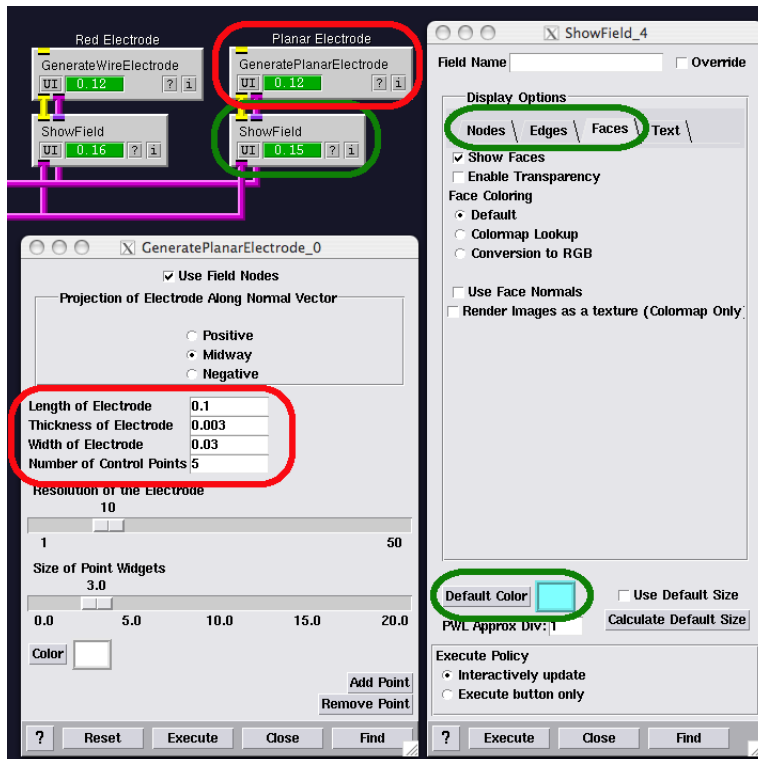 Red Electrode
GenerateWireElectrode
UI 0.12 ? i
ShowField
UI 0.16 ? i
Planar Electrode
GeneratePlanarElectrode
UI 0.12 ? i
ShowField
UI 0.15 ? i
GeneratePlanarElectrode_0
Use Field Nodes
Projection of Electrode Along Normal Vector
Positive
Midway
Negative
Length of Electrode 0.1
Thickness of Electrode 0.003
Width of Electrode 0.03
Number of Control Points 5
Resolution of the Electrode
10
1 50
Size of Point Widgets
3.0
0.0 5.0 10.0 15.0 20.0
Color
Add Point
Remove Point
? Reset Execute Close Find
X ShowField_4
Field Name Override
Display Options
Nodes \ Edges \ Faces \ Text \
Show Faces
Enable Transparency
Face Coloring
Default
Colormap Lookup
Conversion to RGB
Use Face Normals
Render Images as a texture (Colormap Only)
Default Color Use Default Size
PWL Approx Div: 1 Calculate Default Size
Execute Policy
Interactively update
Execute button only
? Execute Close Find